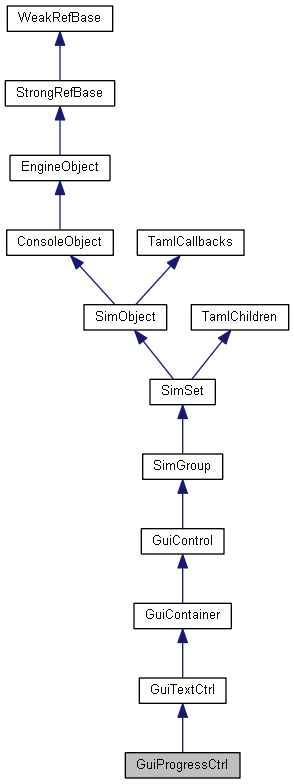 WeakRefBase
StrongRefBase
EngineObject
ConsoleObject
TamlCallbacks
SimObject
TamlChildren
SimSet
SimGroup
GuiControl
GuiContainer
GuiTextCtrl
GuiProgressCtrl